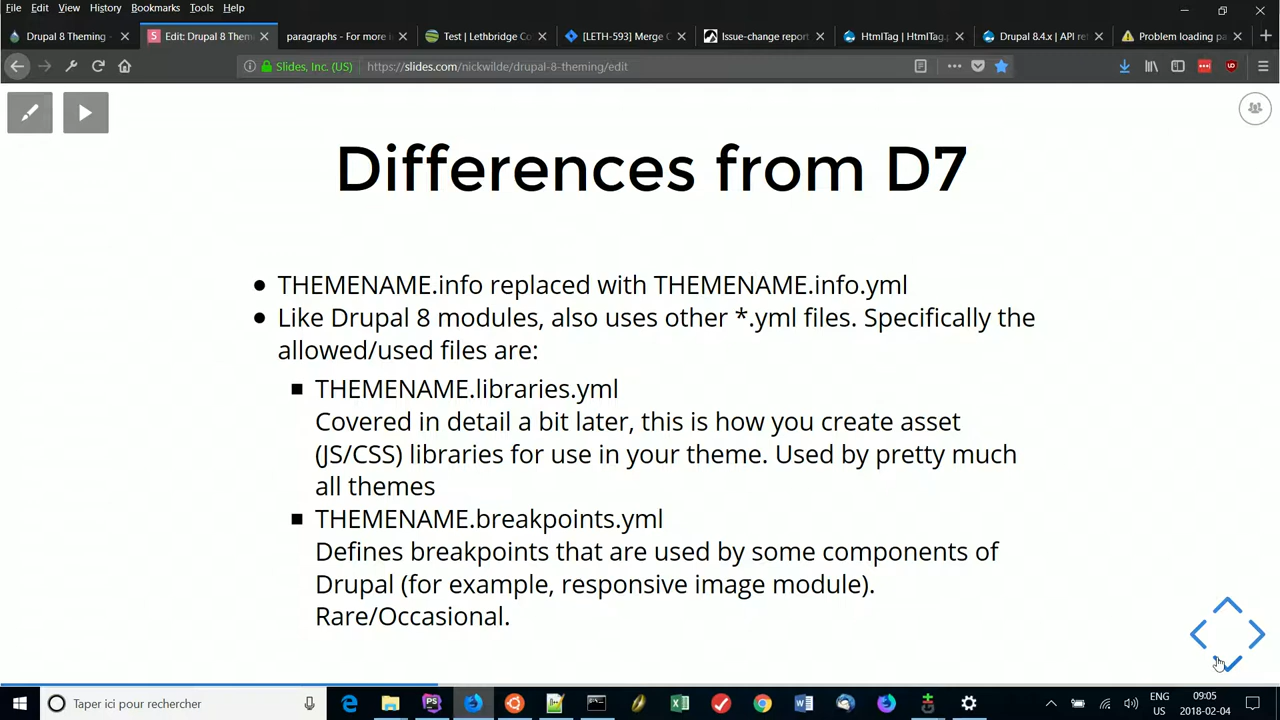 File Edit View History Bookmarks Tools Help
Drupal 8 Theming - Edit: Drupal 8 Them paragraphs - For more i Test | Lethbridge Co [LETH-593] Merge C Issue-change report HtmlTag | HtmlTag.p Drupal 8.4.x | API re Problem loading pa
Slides, Inc. (US) https://slides.com/nickwilde/drupal-8-theming/edit
Differences from D7
• THEMENAME.info replaced with THEMENAME.info.yml
• Like Drupal 8 modules, also uses other *.yml files. Specifically the
allowed/used files are:
▪ THEMENAME.libraries.yml
Covered in detail a bit later, this is how you create asset
(JS/CSS) libraries for use in your theme. Used by pretty much
all themes
▪ THEMENAME.breakpoints.yml
Defines breakpoints that are used by some components of
Drupal (for example, responsive image module).
Rare/Occasional.
Taper ici pour rechercher
ENG 09:05
US 2018-02-04